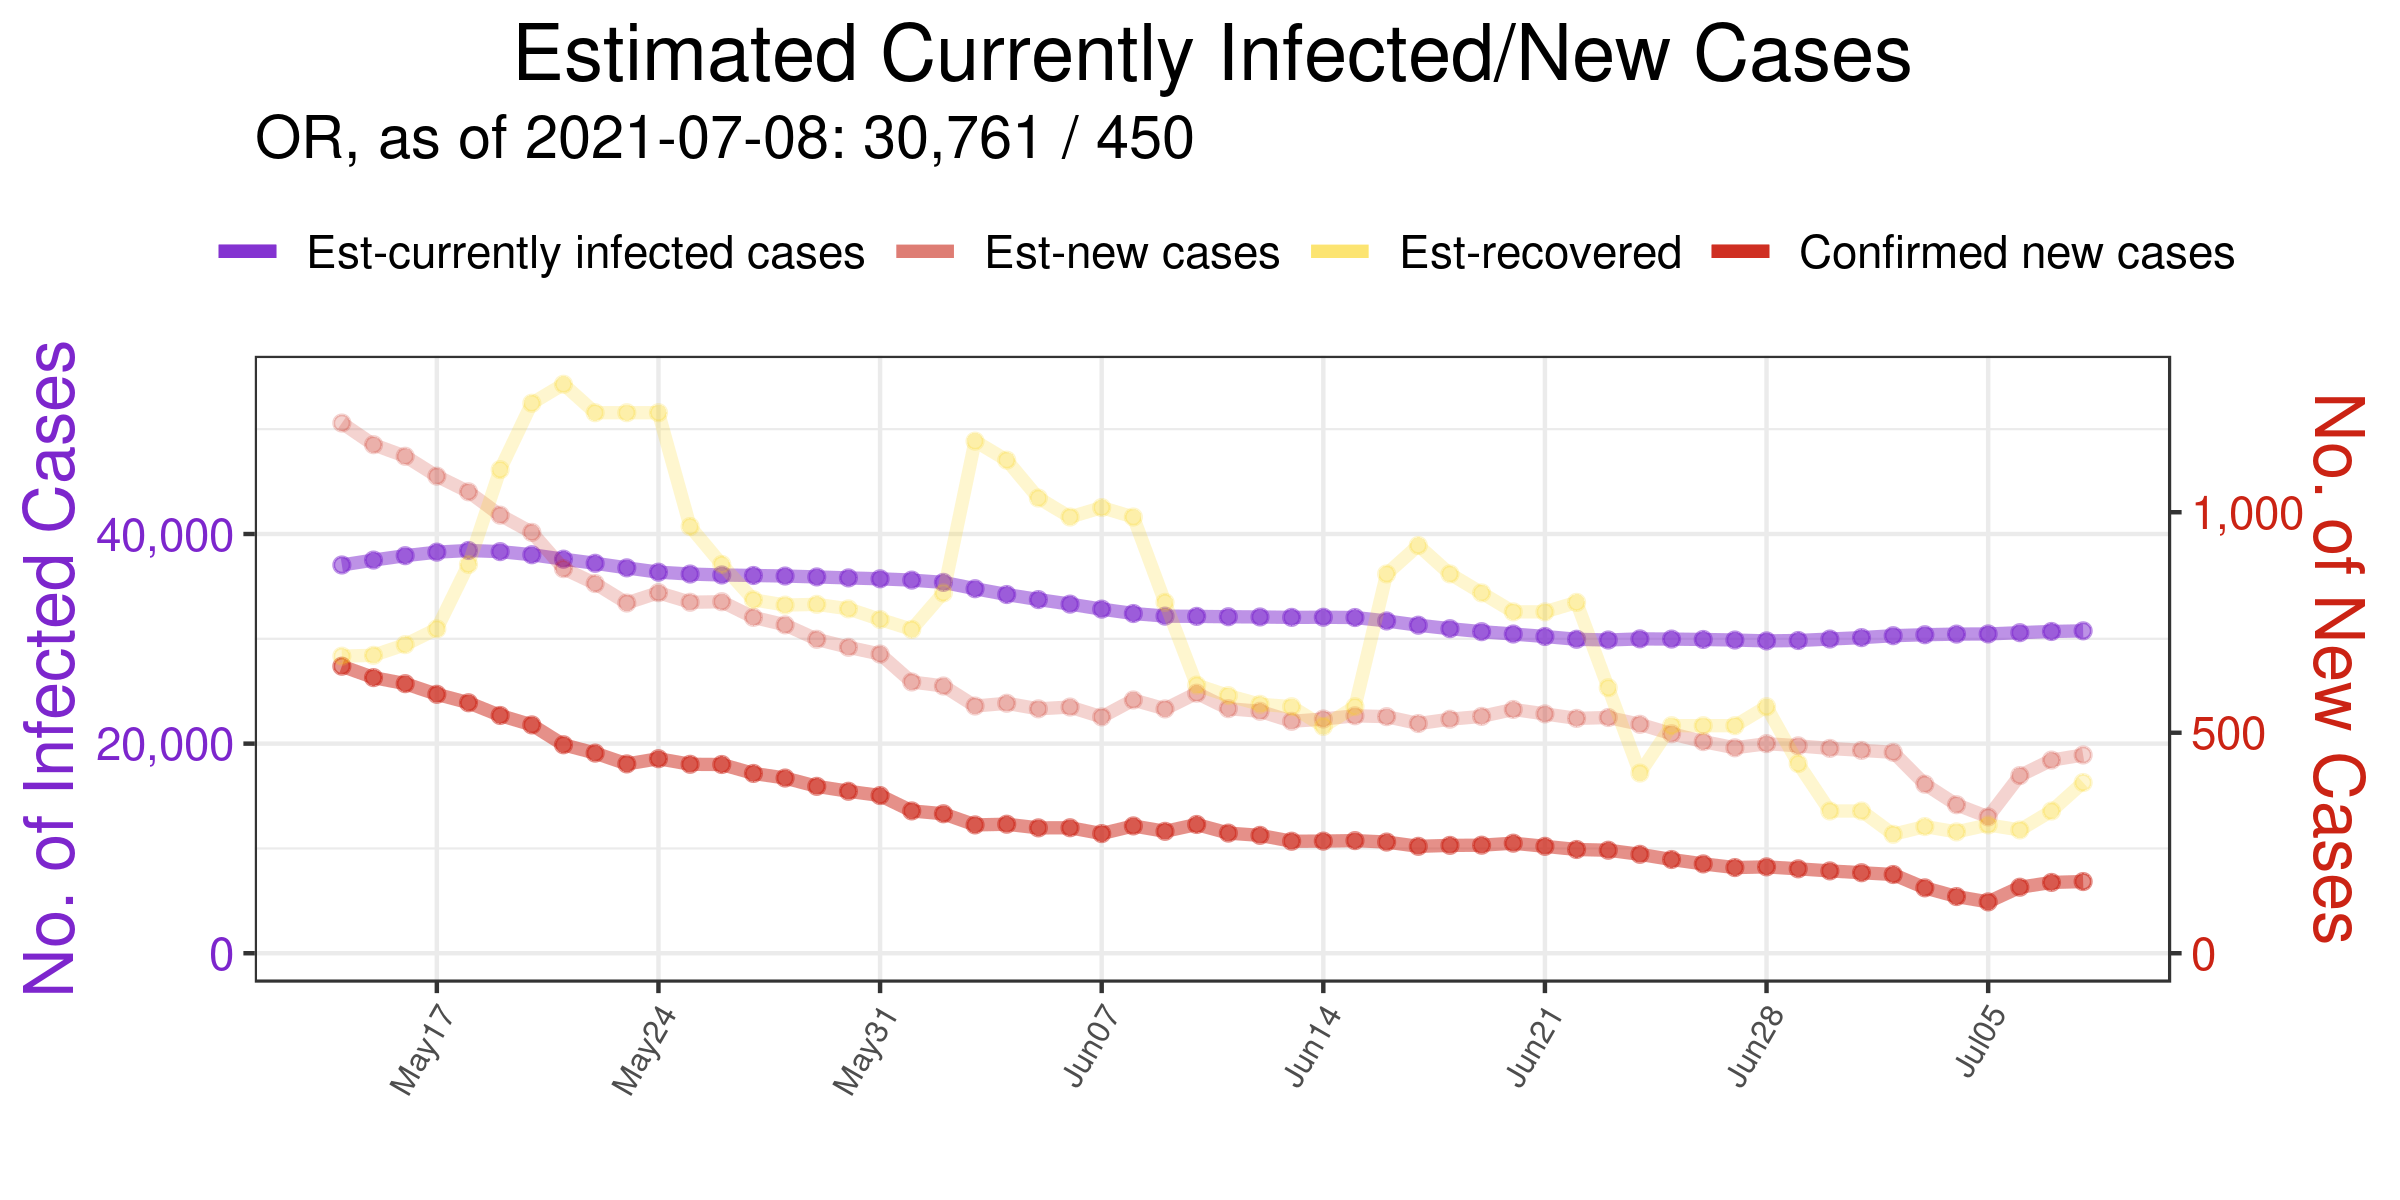 Estimated Currently Infected/New Cases
OR, as of 2021-07-08: 30,761 / 450
Est-currently infected cases Est-new cases Est-recovered Confirmed new cases
No. of Infected Cases
40,000
20,000
0
1,000
500
0
No. of New Cases
May17 May24 May31 Jun07 Jun14 Jun21 Jun28 Jul05